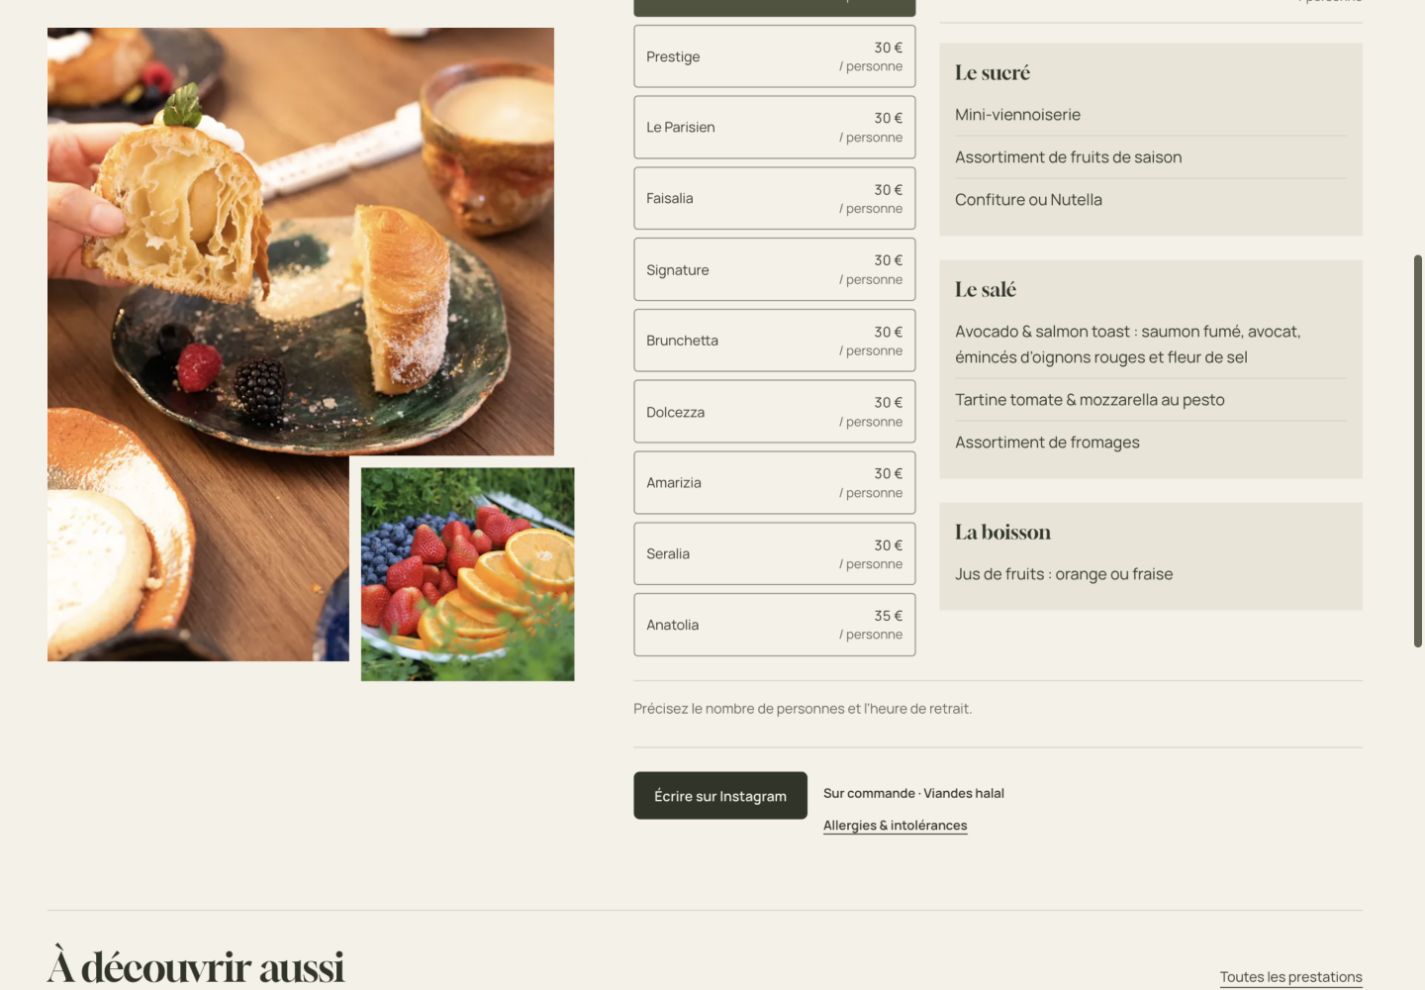 Prestige
30 €
/ personne
Le Parisien
30 €
/ personne
Faisalia
30 €
/ personne
Signature
30 €
/ personne
Brunchetta
30 €
/ personne
Dolcezza
30 €
/ personne
Amarizia
30 €
/ personne
Seralia
30 €
/ personne
Anatolia
35 €
/ personne
Le sucré
Mini-viennoiserie
Assortiment de fruits de saison
Confiture ou Nutella
Le salé
Avocado & salmon toast : saumon fumé, avocat,
émincés d'oignons rouges et fleur de sel
Tartine tomate & mozzarella au pesto
Assortiment de fromages
La boisson
Jus de fruits : orange ou fraise
Précisez le nombre de personnes et l'heure de retrait.
Écrire sur Instagram
Sur commande · Viandes halal
Allergies & intolérances
À découvrir aussi
Toutes les prestations